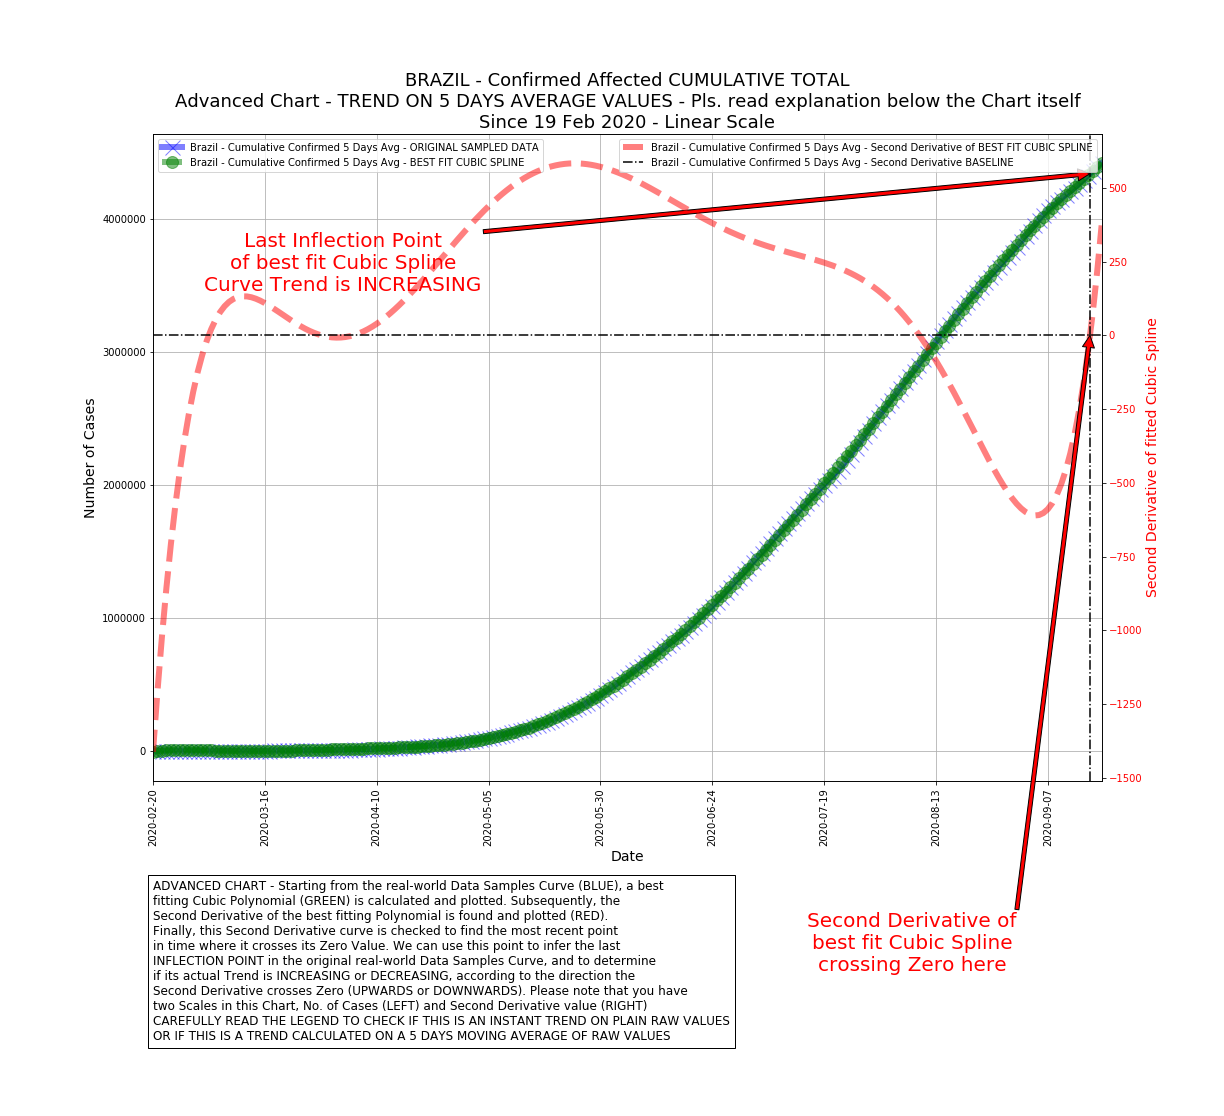 BRAZIL - Confirmed Affected CUMULATIVE TOTAL
Advanced Chart - TREND ON 5 DAYS AVERAGE VALUES - Pls. read explanation below the Chart itself
Since 19 Feb 2020 - Linear Scale
Brazil - Cumulative Confirmed 5 Days Avg - ORIGINAL SAMPLED DATA
Brazil - Cumulative Confirmed 5 Days Avg - BEST FIT CUBIC SPLINE
Brazil - Cumulative Confirmed 5 Days Avg - Second Derivative of BEST FIT CUBIC SPLINE
Brazil - Cumulative Confirmed 5 Days Avg - Second Derivative BASELINE
Last Inflection Point
of best fit Cubic Spline
Curve Trend is INCREASING
Number of Cases
4000000
3000000
2000000
1000000
0
500
250
0
−250
−500
−750
−1000
−1250
−1500
Second Derivative of fitted Cubic Spline
2020-02-20
2020-03-16
2020-04-10
2020-05-05
2020-05-30
2020-06-24
2020-07-19
2020-08-13
2020-09-07
Date
ADVANCED CHART - Starting from the real-world Data Samples Curve (BLUE), a best
fitting Cubic Polynomial (GREEN) is calculated and plotted. Subsequently, the
Second Derivative of the best fitting Polynomial is found and plotted (RED).
Finally, this Second Derivative curve is checked to find the most recent point
in time where it crosses its Zero Value. We can use this point to infer the last
INFLECTION POINT in the original real-world Data Samples Curve, and to determine
if its actual Trend is INCREASING or DECREASING, according to the direction the
Second Derivative crosses Zero (UPWARDS or DOWNWARDS). Please note that you have
two Scales in this Chart, No. of Cases (LEFT) and Second Derivative value (RIGHT)
CAREFULLY READ THE LEGEND TO CHECK IF THIS IS AN INSTANT TREND ON PLAIN RAW VALUES
OR IF THIS IS A TREND CALCULATED ON A 5 DAYS MOVING AVERAGE OF RAW VALUES
Second Derivative of
best fit Cubic Spline
crossing Zero here